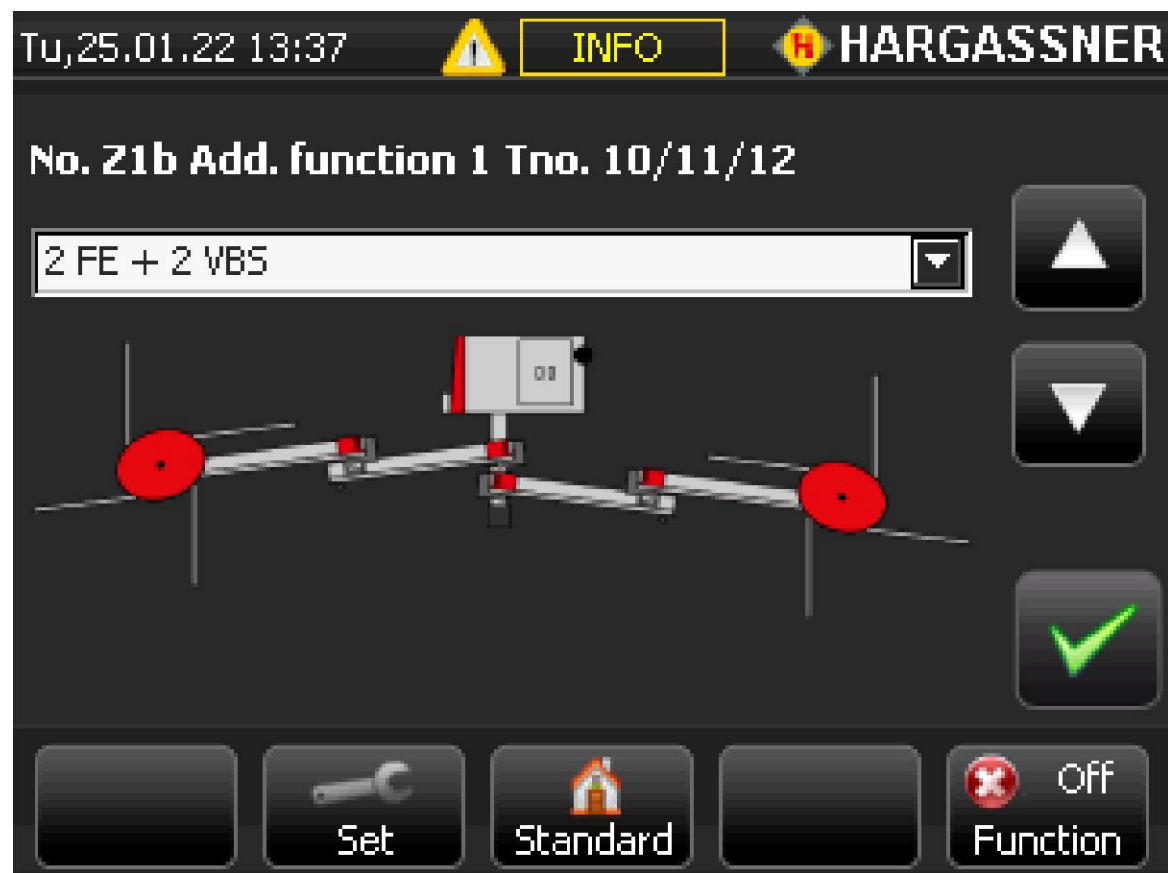 Tu,25.01.22 13:37
INFO
HARGASSNER
No. Z1b Add. function 1 Tno. 10/11/12
2 FE + 2 VBS
Set
Standard
Off
Function